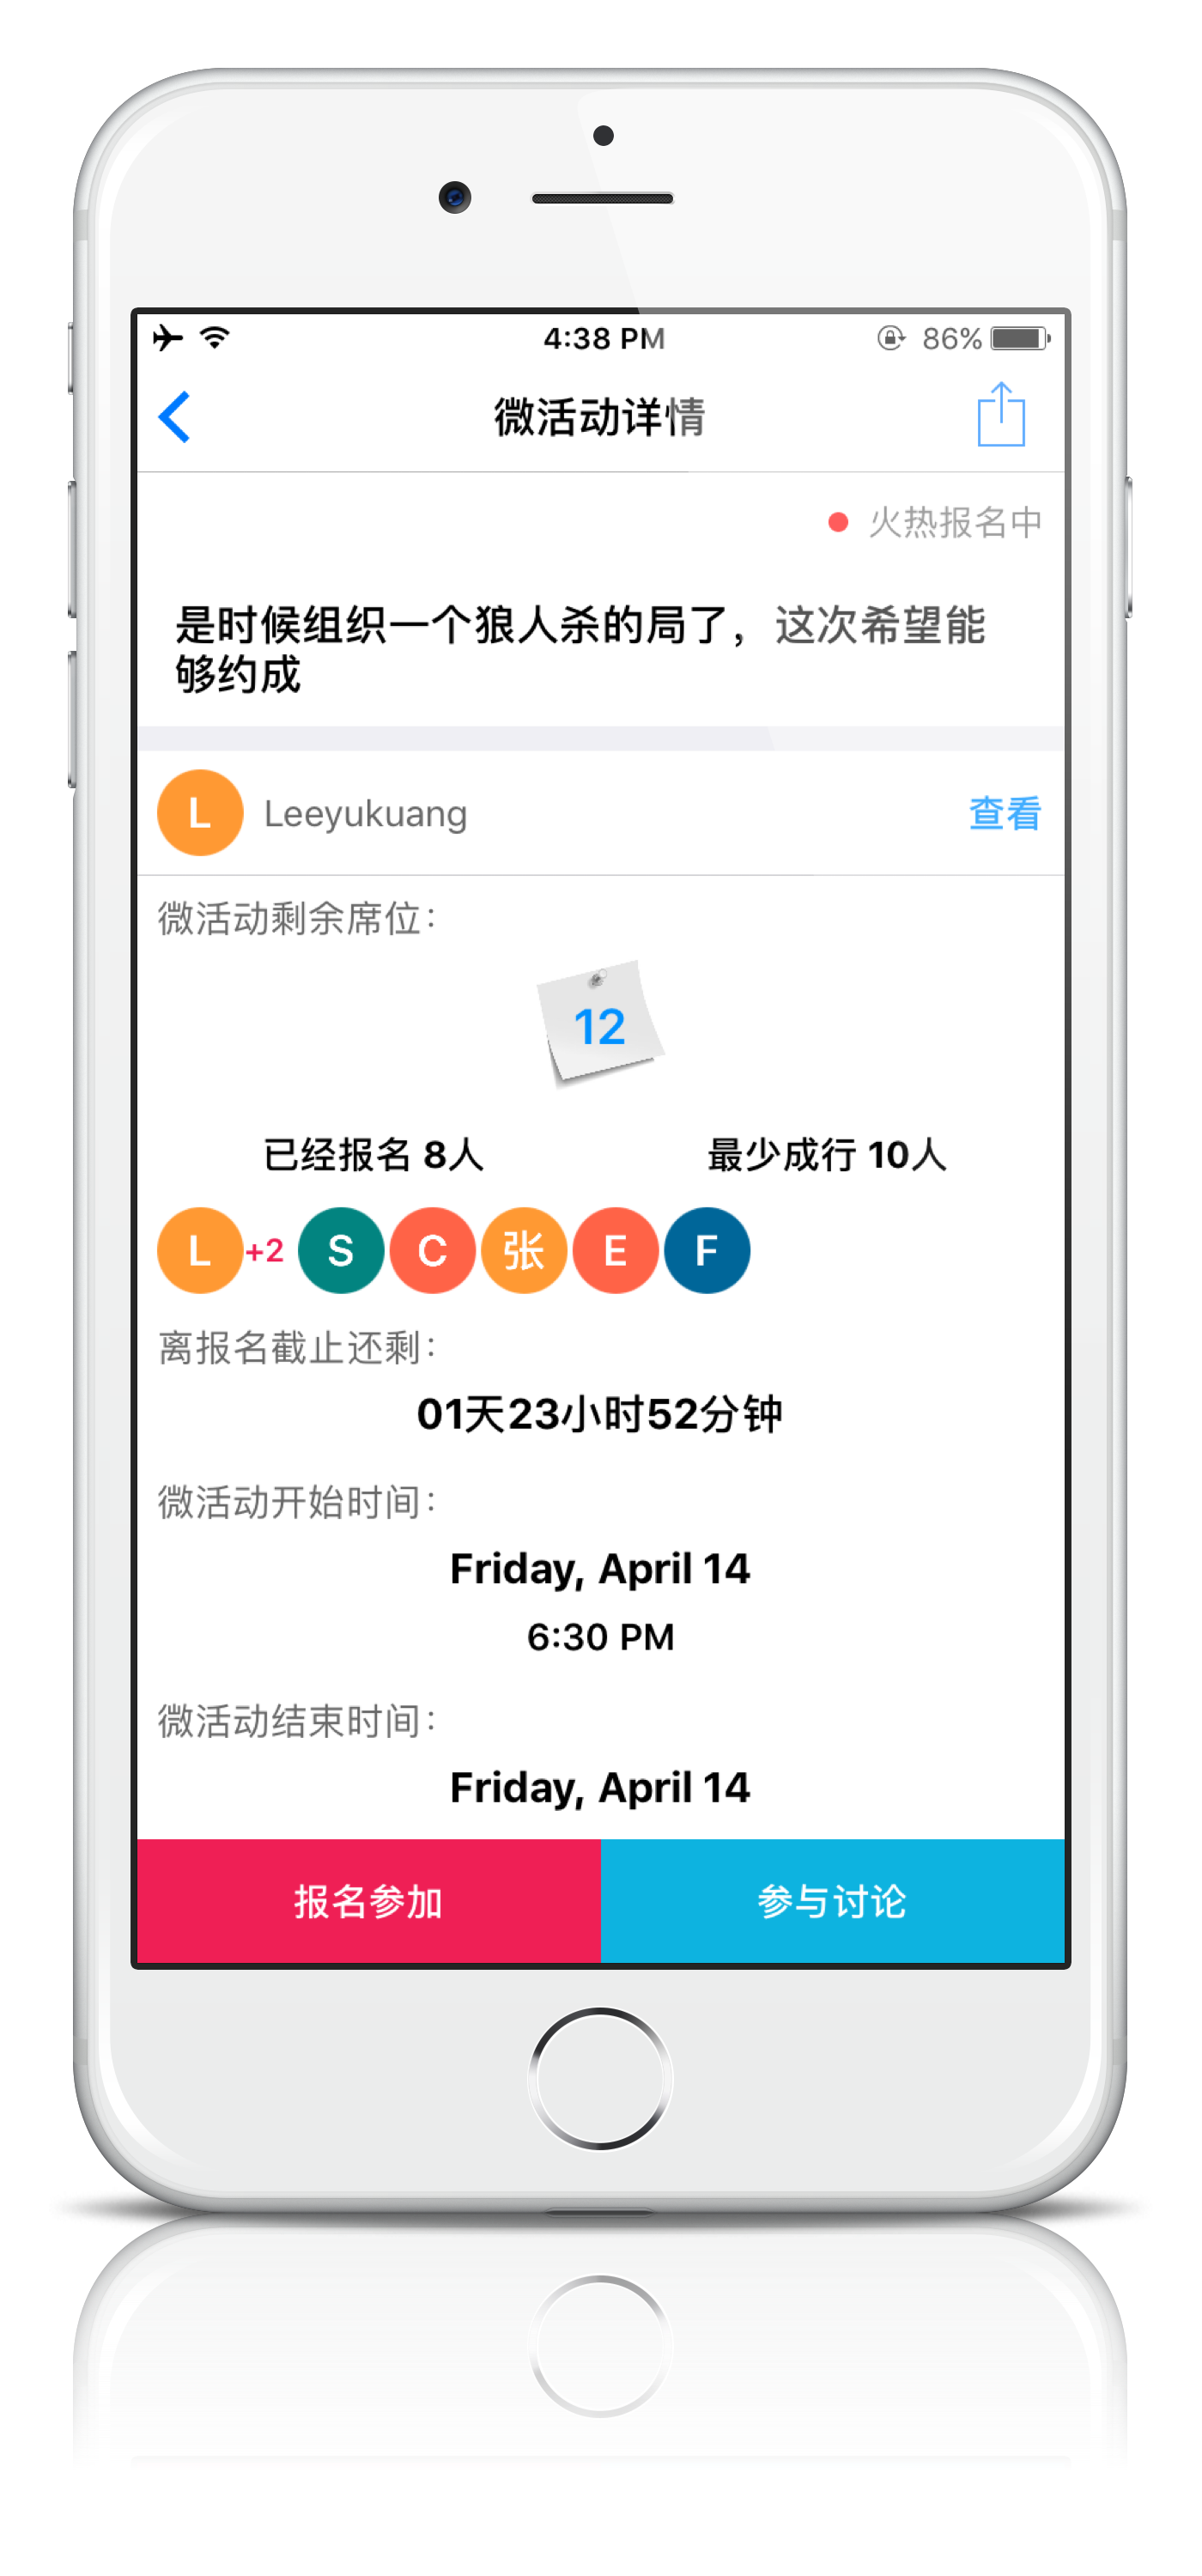 4:38 PM 86%
微活动详情
火热报名中
是时候组织一个狼人杀的局了，这次希望能
够约成
L Leeyukuang 查看
微活动剩余席位：
12
已经报名 8人 最少成行 10人
L +2 S C 张 E F
离报名截止还剩：
01天23小时52分钟
微活动开始时间：
Friday, April 14
6:30 PM
微活动结束时间：
Friday, April 14
报名参加 参与讨论